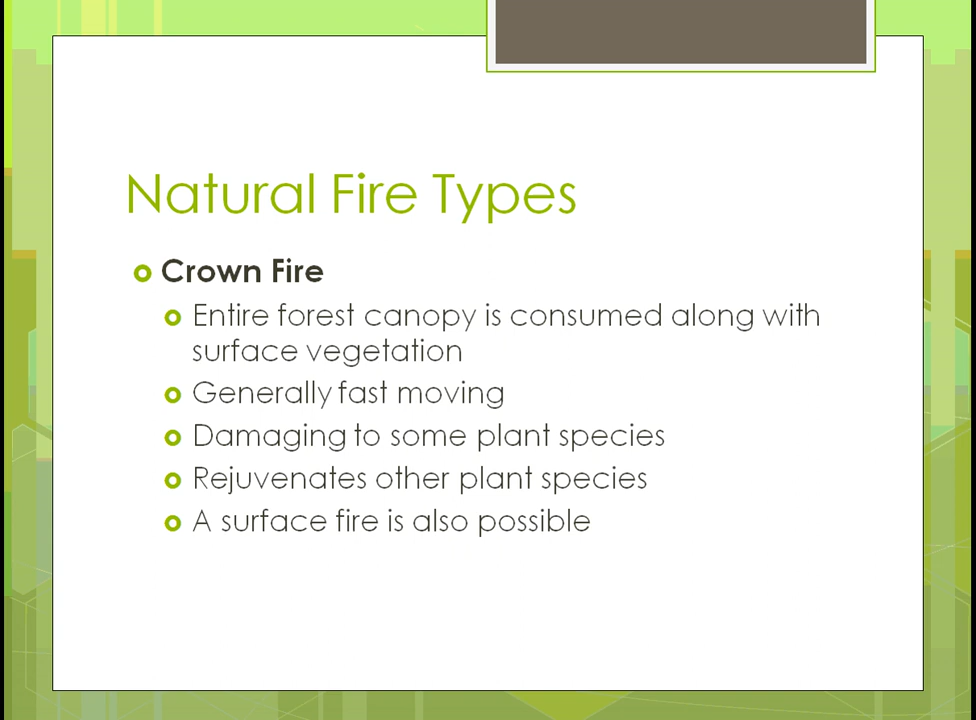 Natural Fire Types
Crown Fire
Entire forest canopy is consumed along with
surface vegetation
Generally fast moving
Damaging to some plant species
Rejuvenates other plant species
A surface fire is also possible